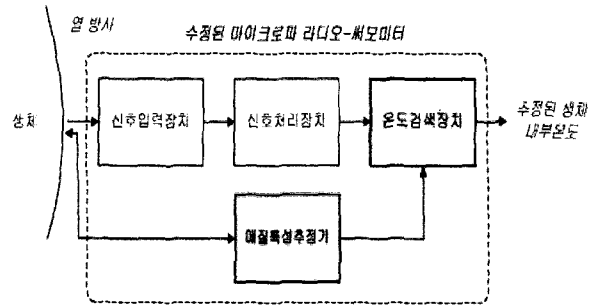 열 방사
수정된 마이크로파 라디오-써모미터
생체
신호입력장치
신호처리장치
온도검색장치
수정된 생체
내부온도
매질특성추정기